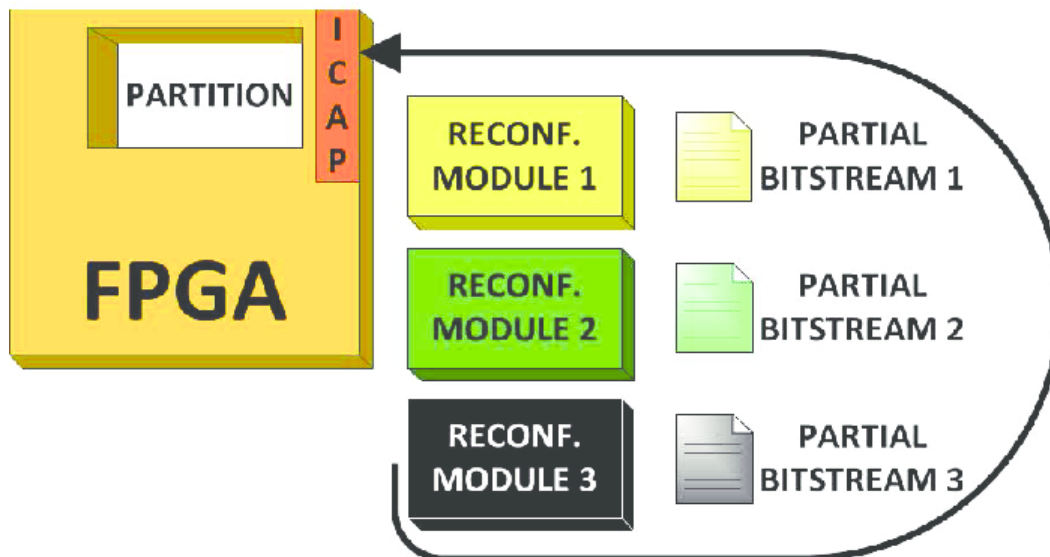 PARTITION
I
C
A
P
FPGA
RECONF.
MODULE 1
PARTIAL
BITSTREAM 1
RECONF.
MODULE 2
PARTIAL
BITSTREAM 2
RECONF.
MODULE 3
PARTIAL
BITSTREAM 3